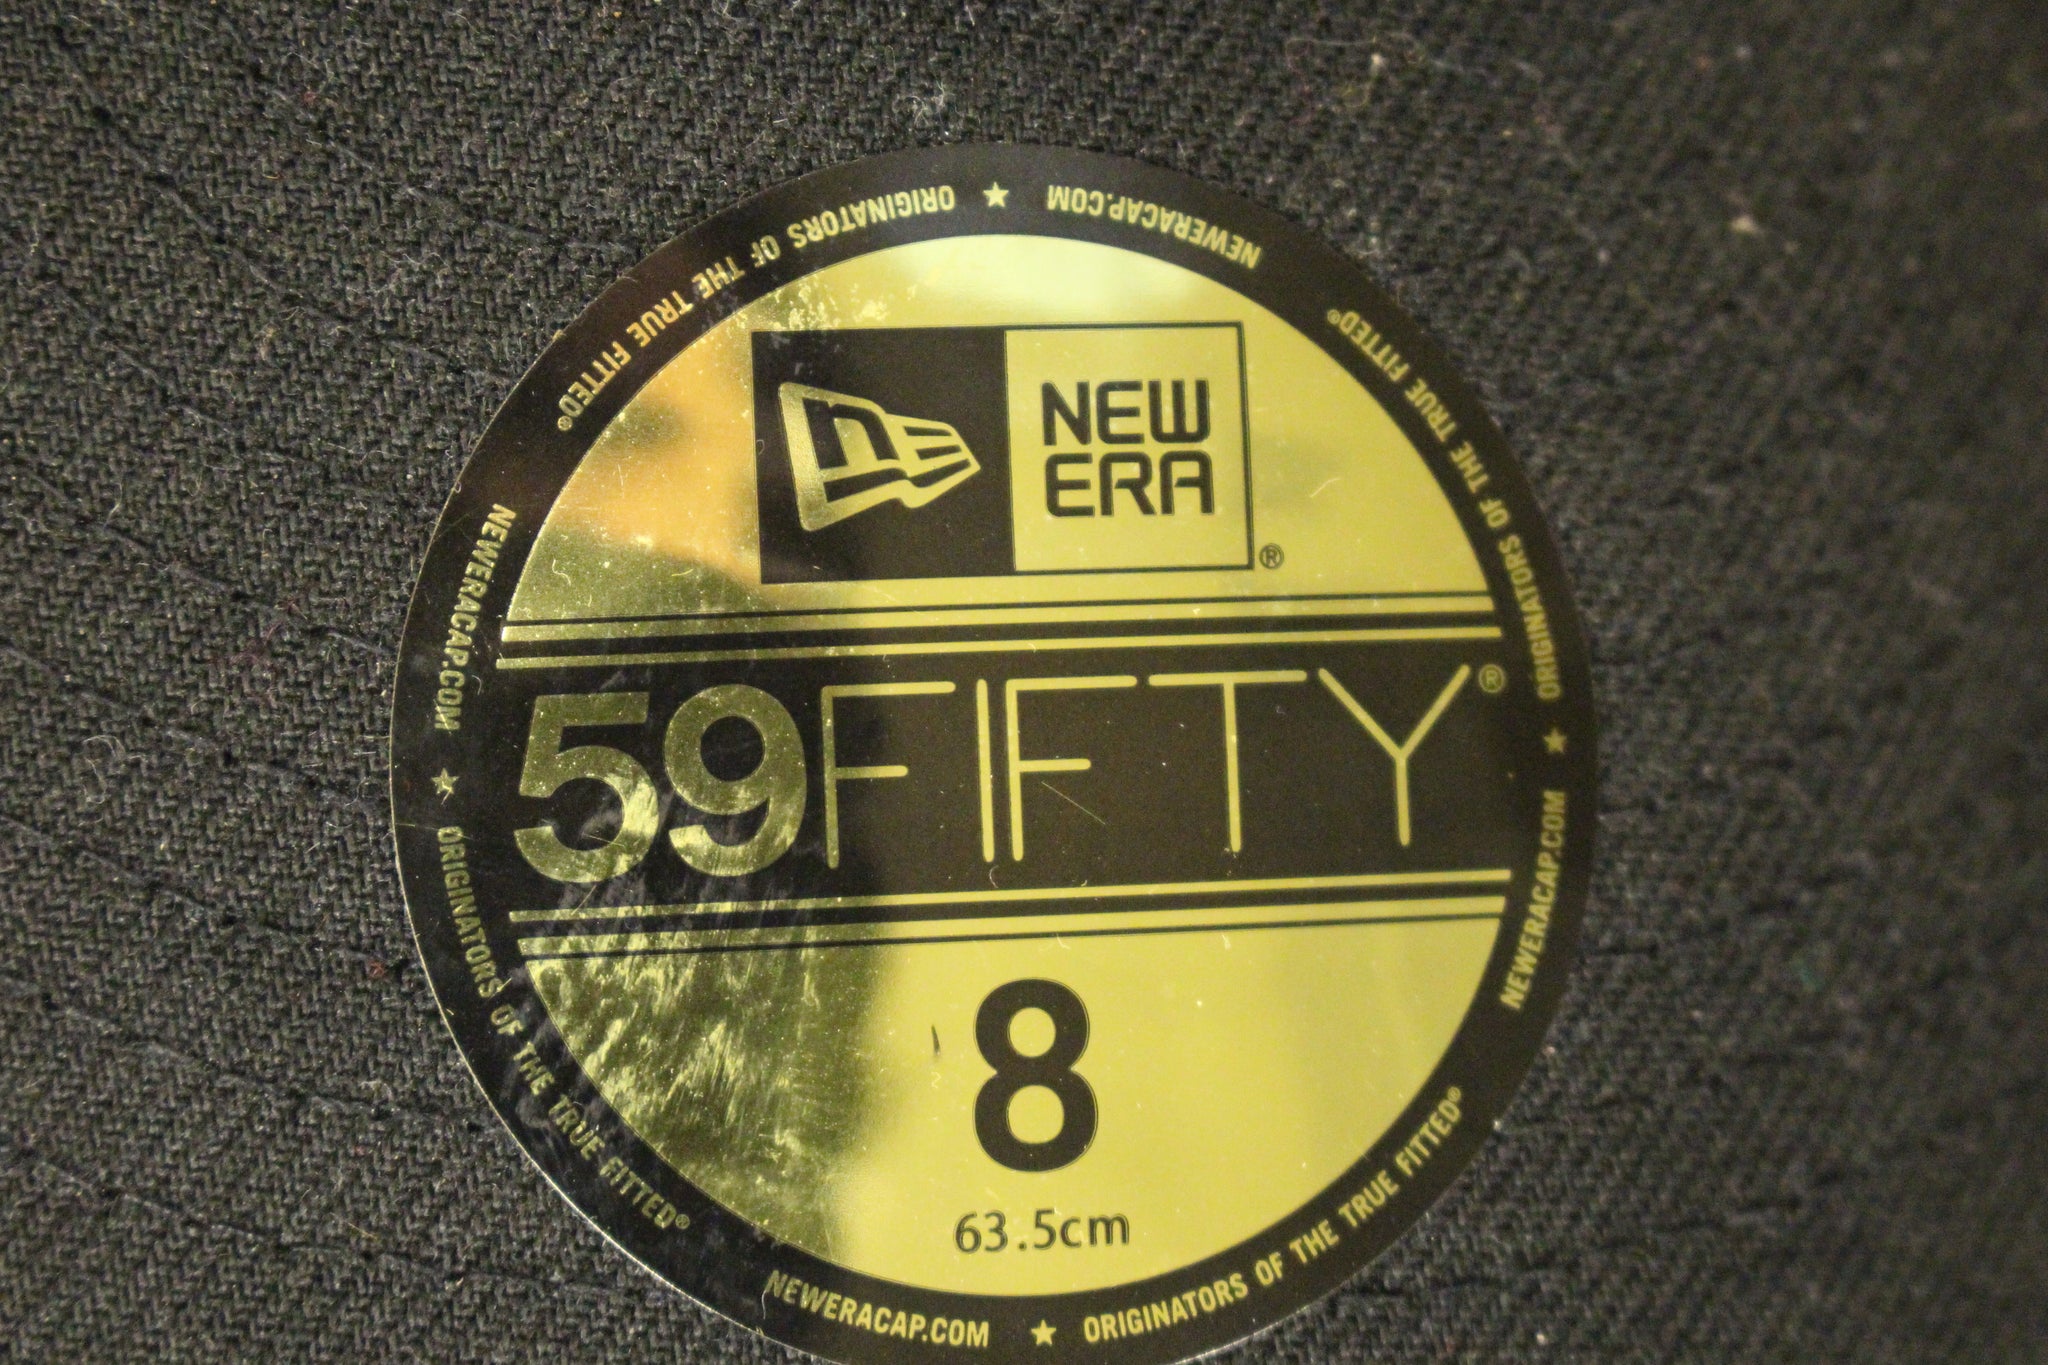 NEW
ERA
®
59FIFTY®
8
63.5cm
NEWERACAP.COM ★ ORIGINATORS OF THE TRUE FITTED®
NEWERACAP.COM ★ ORIGINATORS OF THE TRUE FITTED®
NEWERACAP.COM ★ ORIGINATORS OF THE TRUE FITTED®
NEWERACAP.COM ★ ORIGINATORS OF THE TRUE FITTED®